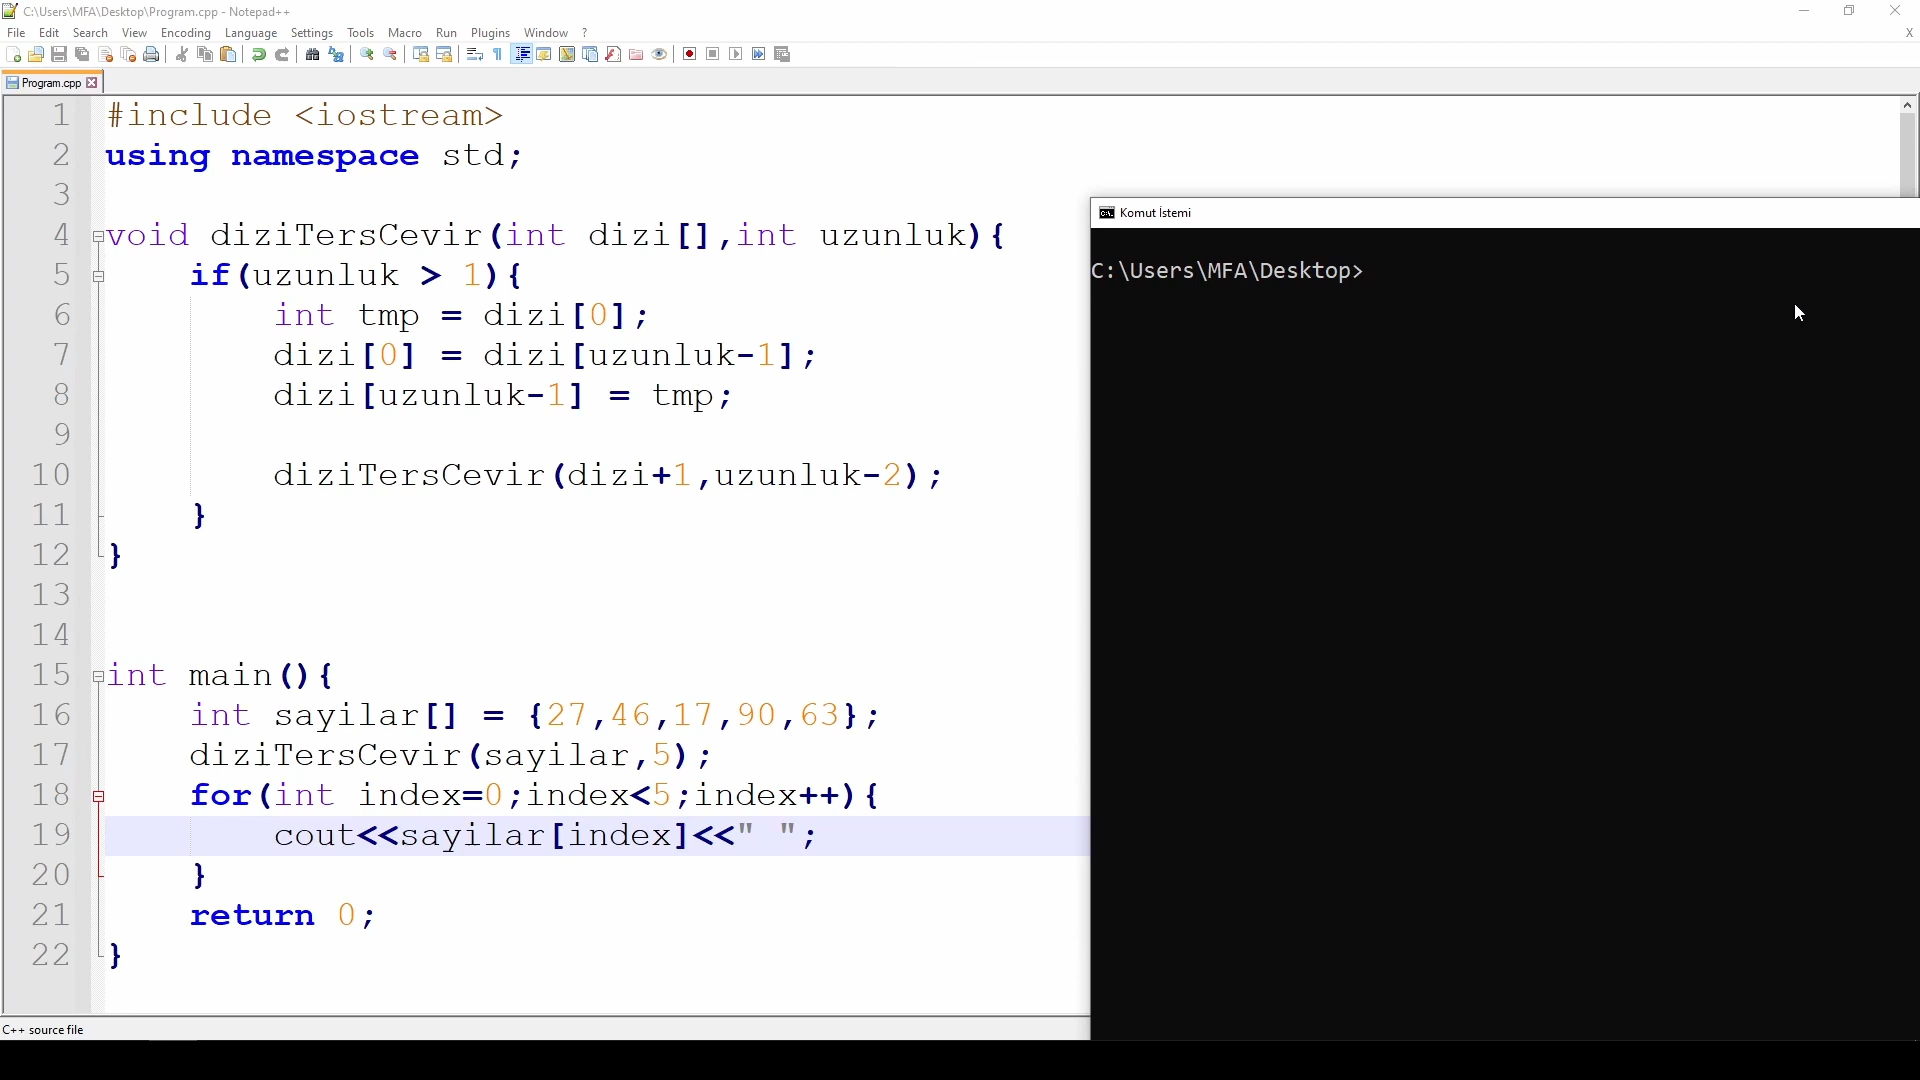 C:\Users\MFA\Desktop\Program.cpp - Notepad++
File Edit Search View Encoding Language Settings Tools Macro Run Plugins Window ? X
Program.cpp
1 #include <iostream>
2 using namespace std;
3
4 void diziTersCevir(int dizi[],int uzunluk){
5 if(uzunluk > 1){
6 int tmp = dizi[0];
7 dizi[0] = dizi[uzunluk-1];
8 dizi[uzunluk-1] = tmp;
9
10 diziTersCevir(dizi+1,uzunluk-2);
11 }
12 }
13
14
15 int main(){
16 int sayilar[] = {27,46,17,90,63};
17 diziTersCevir(sayilar,5);
18 for(int index=0;index<5;index++){
19 cout<<sayilar[index]<<" ";
20 }
21 return 0;
22 }
C++ source file
Komut İstemi
C:\Users\MFA\Desktop>